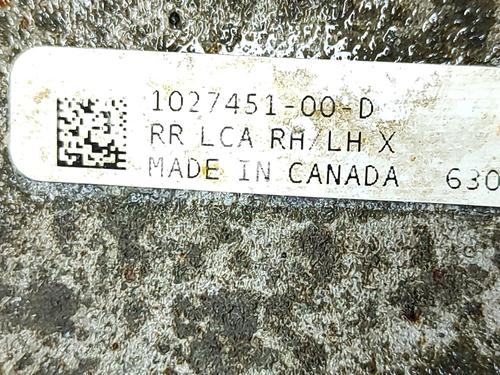 1027451-00-D
RR LCA RH/LH X
MADE IN CANADA 630